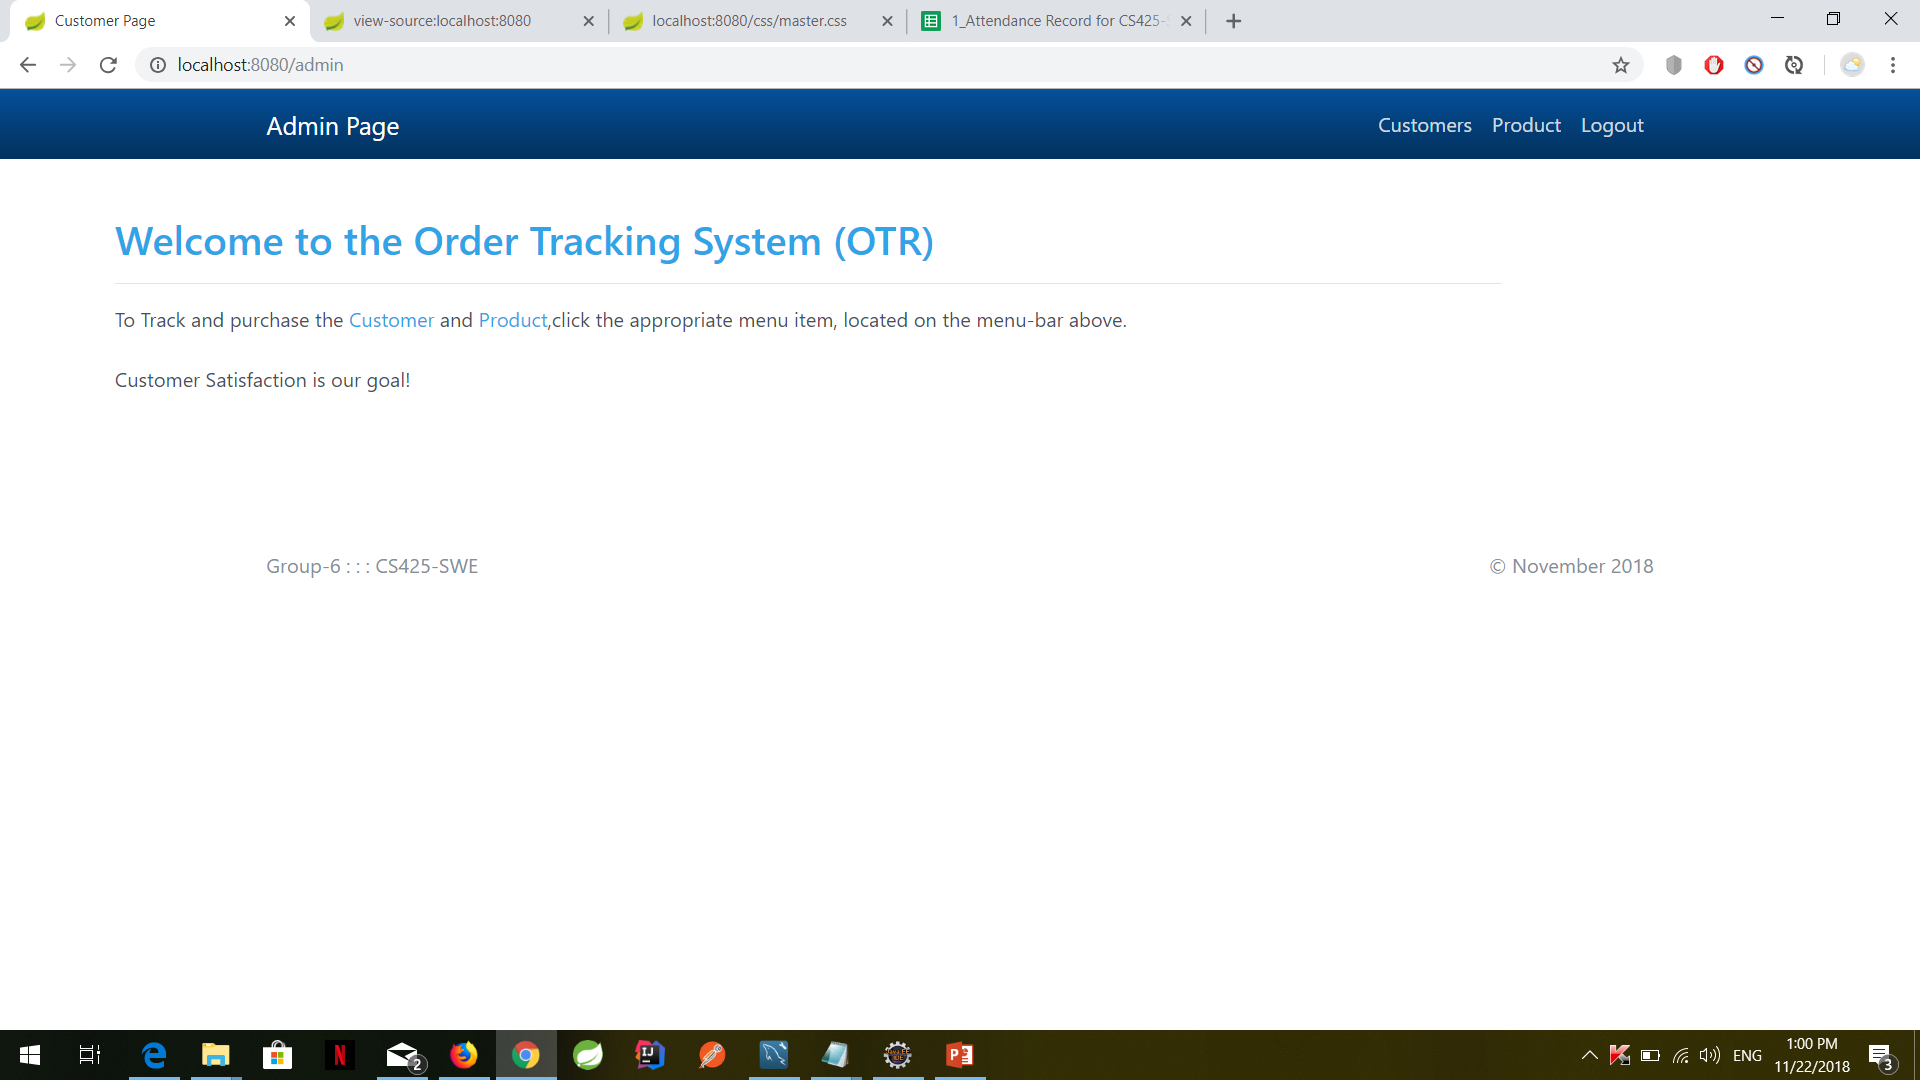 Customer Page
view-source:localhost:8080
localhost:8080/css/master.css
1_Attendance Record for CS425-
localhost:8080/admin
Admin Page
Customers
Product
Logout
Welcome to the Order Tracking System (OTR)
To Track and purchase the Customer and Product,click the appropriate menu item, located on the menu-bar above.
Customer Satisfaction is our goal!
Group-6 : : : CS425-SWE
© November 2018
N
2
IJ
ENG
1:00 PM
11/22/2018
3